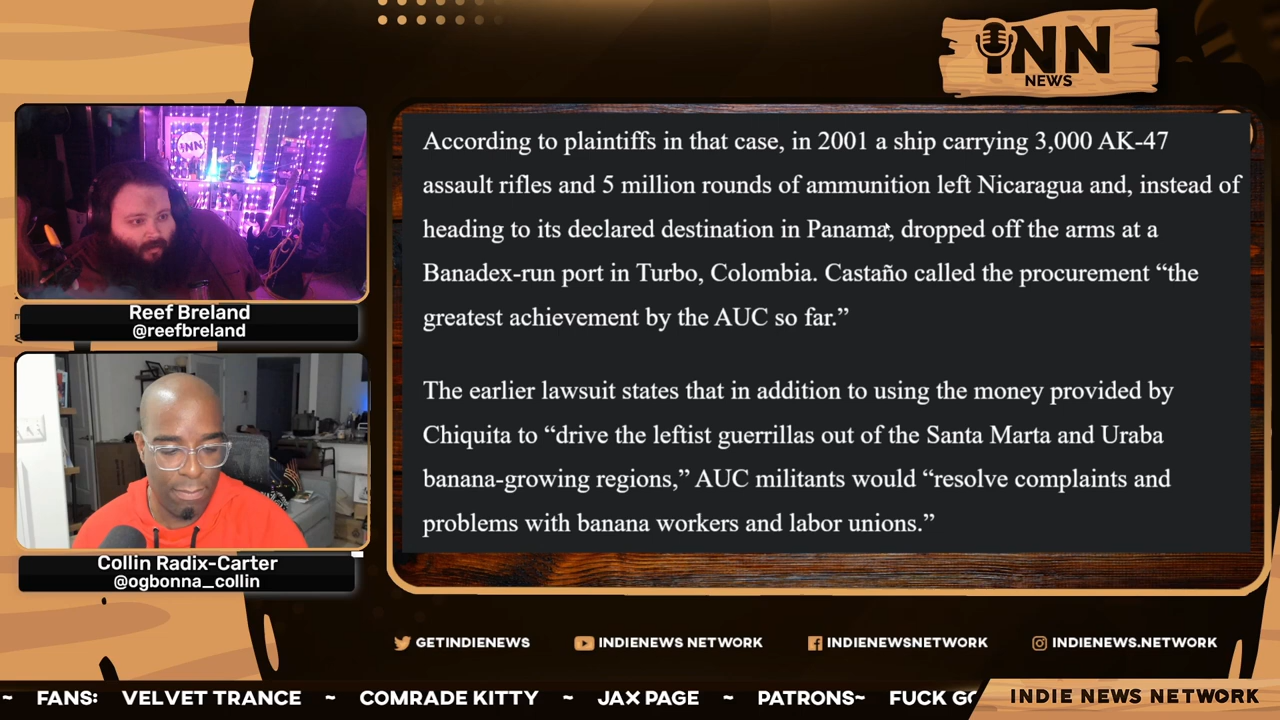 iNN
NEWS
iNN
According to plaintiffs in that case, in 2001 a ship carrying 3,000 AK-47
assault rifles and 5 million rounds of ammunition left Nicaragua and, instead of
heading to its declared destination in Panama, dropped off the arms at a
Banadex-run port in Turbo, Colombia. Castaño called the procurement “the
greatest achievement by the AUC so far.”
The earlier lawsuit states that in addition to using the money provided by
Chiquita to “drive the leftist guerrillas out of the Santa Marta and Uraba
banana-growing regions,” AUC militants would “resolve complaints and
problems with banana workers and labor unions.”
Reef Breland
@reefbreland
Collin Radix-Carter
@ogbonna_collin
GETINDIENEWS
INDIENEWS NETWORK
INDIENEWSNETWORK
INDIENEWS.NETWORK
~ FANS: VELVET TRANCE ~ COMRADE KITTY ~ JAX PAGE ~ PATRONS~ FUCK
INDIE NEWS NETWORK